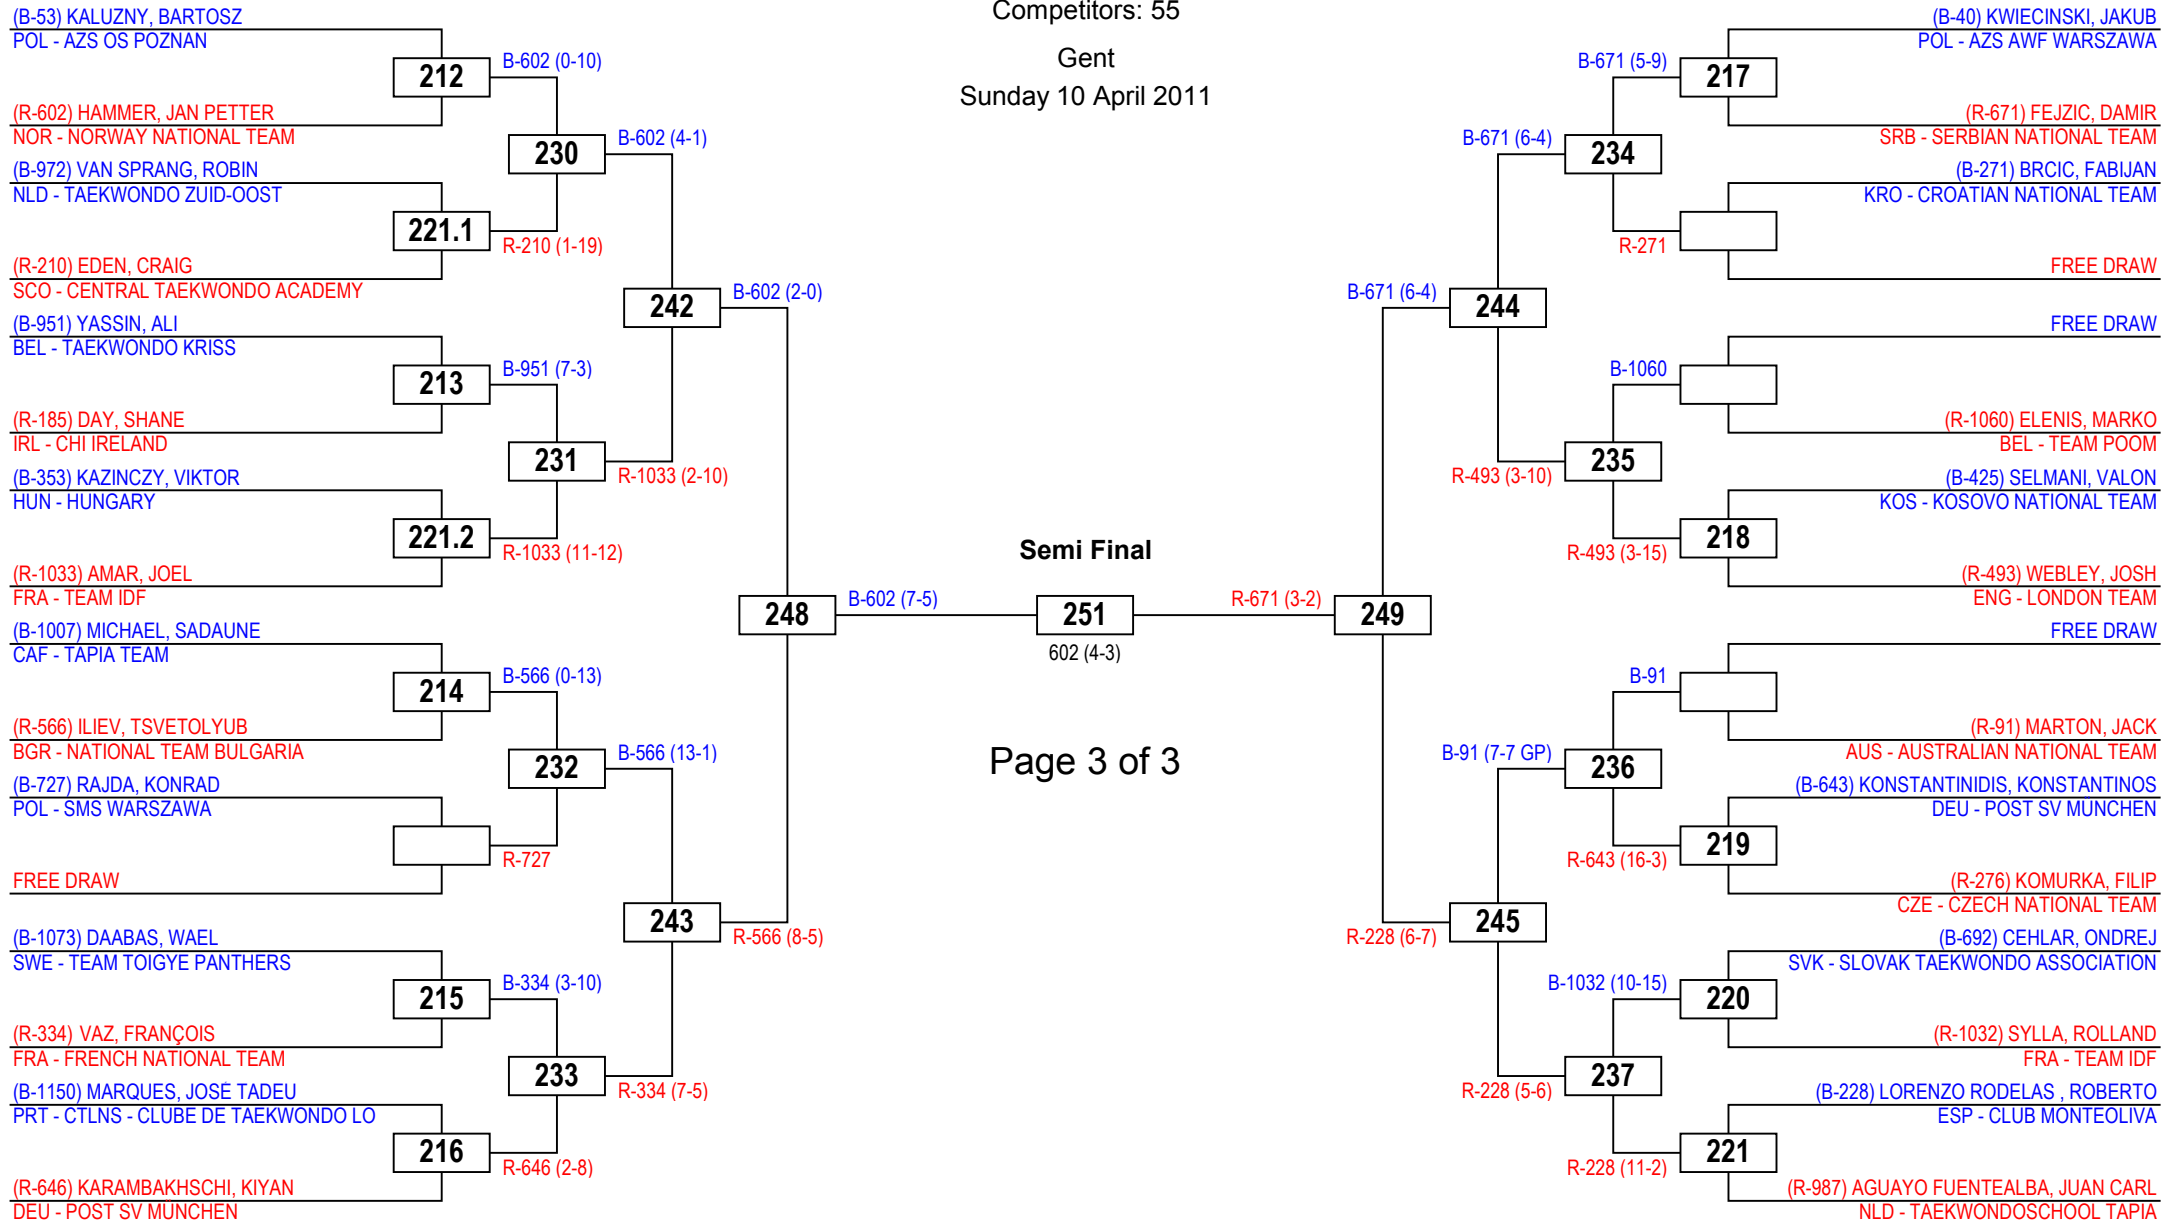 Competitors: 55
Gent
Sunday 10 April 2011
(B-53) KALUZNY, BARTOSZ
POL - AZS OS POZNAN
212
B-602 (0-10)
(R-602) HAMMER, JAN PETTER
NOR - NORWAY NATIONAL TEAM
230
B-602 (4-1)
(B-972) VAN SPRANG, ROBIN
NLD - TAEKWONDO ZUID-OOST
221.1
R-210 (1-19)
(R-210) EDEN, CRAIG
SCO - CENTRAL TAEKWONDO ACADEMY
242
B-602 (2-0)
(B-951) YASSIN, ALI
BEL - TAEKWONDO KRISS
213
B-951 (7-3)
(R-185) DAY, SHANE
IRL - CHI IRELAND
231
R-1033 (2-10)
(B-353) KAZINCZY, VIKTOR
HUN - HUNGARY
221.2
R-1033 (11-12)
(R-1033) AMAR, JOEL
FRA - TEAM IDF
248
B-602 (7-5)
(B-1007) MICHAEL, SADAUNE
CAF - TAPIA TEAM
214
B-566 (0-13)
(R-566) ILIEV, TSVETOLYUB
BGR - NATIONAL TEAM BULGARIA
232
B-566 (13-1)
(B-727) RAJDA, KONRAD
POL - SMS WARSZAWA
R-727
FREE DRAW
243
R-566 (8-5)
(B-1073) DAABAS, WAEL
SWE - TEAM TOIGYE PANTHERS
215
B-334 (3-10)
(R-334) VAZ, FRANÇOIS
FRA - FRENCH NATIONAL TEAM
233
R-334 (7-5)
(B-1150) MARQUES, JOSÉ TADEU
PRT - CTLNS - CLUBE DE TAEKWONDO LO
216
R-646 (2-8)
(R-646) KARAMBAKHSCHI, KIYAN
DEU - POST SV MÜNCHEN
Semi Final
251
602 (4-3)
Page 3 of 3
(B-40) KWIECINSKI, JAKUB
POL - AZS AWF WARSZAWA
B-671 (5-9)
217
(R-671) FEJZIC, DAMIR
SRB - SERBIAN NATIONAL TEAM
B-671 (6-4)
234
(B-271) BRCIC, FABIJAN
KRO - CROATIAN NATIONAL TEAM
R-271
FREE DRAW
B-671 (6-4)
244
FREE DRAW
B-1060
(R-1060) ELENIS, MARKO
BEL - TEAM POOM
R-493 (3-10)
235
(B-425) SELMANI, VALON
KOS - KOSOVO NATIONAL TEAM
R-493 (3-15)
218
(R-493) WEBLEY, JOSH
ENG - LONDON TEAM
R-671 (3-2)
249
FREE DRAW
B-91
(R-91) MARTON, JACK
AUS - AUSTRALIAN NATIONAL TEAM
B-91 (7-7 GP)
236
(B-643) KONSTANTINIDIS, KONSTANTINOS
DEU - POST SV MÜNCHEN
R-643 (16-3)
219
(R-276) KOMURKA, FILIP
CZE - CZECH NATIONAL TEAM
R-228 (6-7)
245
(B-692) CEHLAR, ONDREJ
SVK - SLOVAK TAEKWONDO ASSOCIATION
B-1032 (10-15)
220
(R-1032) SYLLA, ROLLAND
FRA - TEAM IDF
R-228 (5-6)
237
(B-228) LORENZO RODELAS , ROBERTO
ESP - CLUB MONTEOLIVA
R-228 (11-2)
221
(R-987) AGUAYO FUENTEALBA, JUAN CARL
NLD - TAEKWONDOSCHOOL TAPIA